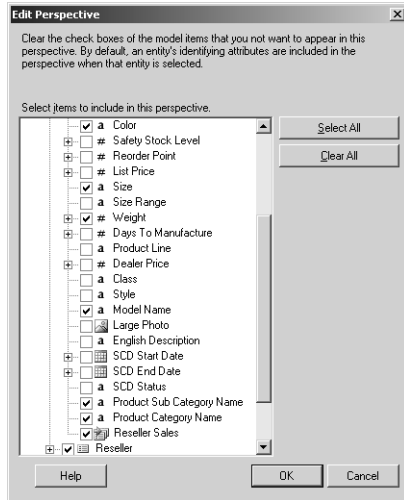 Edit Perspective
Clear the check boxes of the model items that you not want to appear in this
perspective. By default, an entity's identifying attributes are included in the
perspective when that entity is selected.
Select items to include in this perspective.
a Color
# Safety Stock Level
# Reorder Point
# List Price
a Size
a Size Range
# Weight
# Days To Manufacture
a Product Line
# Dealer Price
a Class
a Style
a Model Name
Large Photo
a English Description
SCD Start Date
SCD End Date
a SCD Status
a Product Sub Category Name
a Product Category Name
Reseller Sales
Reseller
Select All
Clear All
Help
OK
Cancel